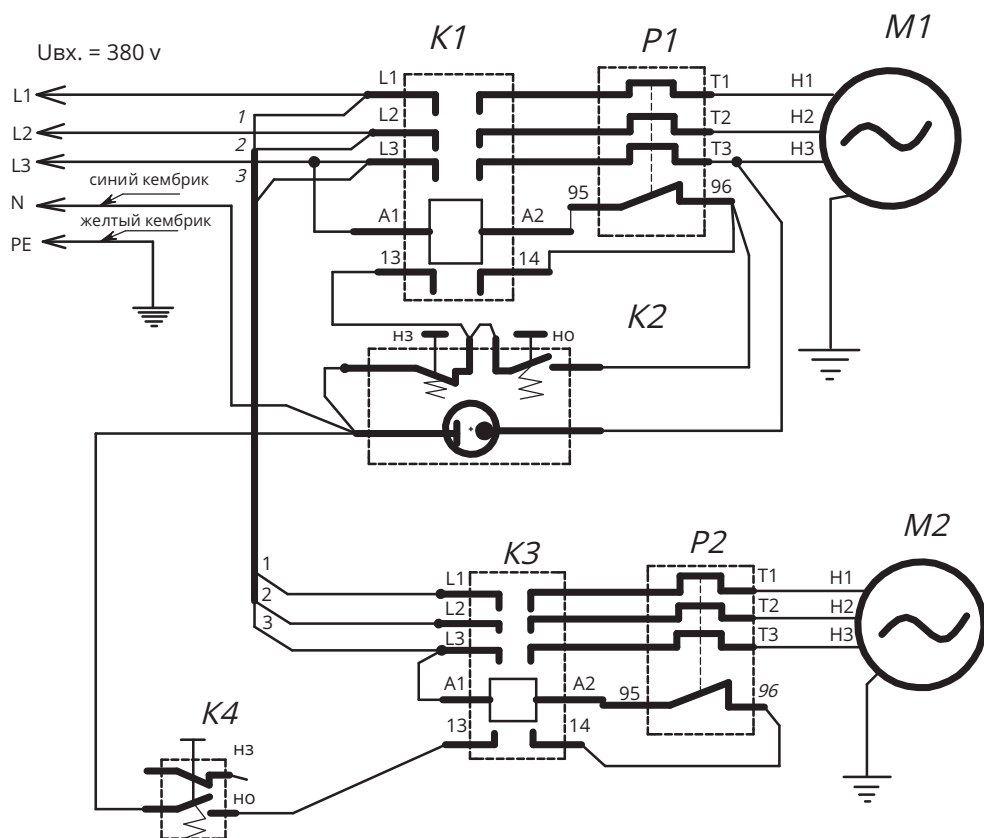 K1
P1
M1
Uвх. = 380 v
L1
T1
H1
L1
1
L2
T2
H2
L2
2
L3
T3
H3
L3
3
синий кембрик
95
96
N
A1
A2
желтый кембрик
PE
13
14
K2
нз
но
K3
P2
M2
1
L1
T1
H1
2
L2
T2
H2
3
L3
T3
H3
A1
A2
95
96
K4
13
14
нз
но